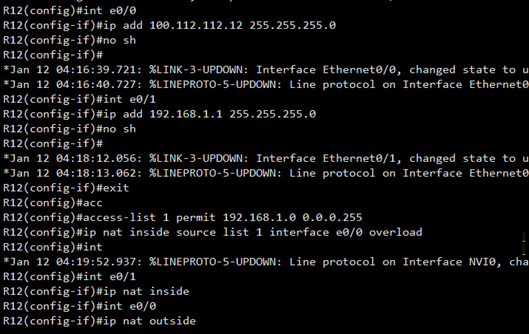 R12(config)#int e0/0
R12(config-if)#ip add 100.112.112.12 255.255.255.0
R12(config-if)#no sh
R12(config-if)#
*Jan 12 04:16:39.721: %LINK-3-UPDOWN: Interface Ethernet0/0, changed state to u
*Jan 12 04:16:40.727: %LINEPROTO-5-UPDOWN: Line protocol on Interface Ethernet0
R12(config-if)#int e0/1
R12(config-if)#ip add 192.168.1.1 255.255.255.0
R12(config-if)#no sh
R12(config-if)#
*Jan 12 04:18:12.056: %LINK-3-UPDOWN: Interface Ethernet0/1, changed state to u
*Jan 12 04:18:13.062: %LINEPROTO-5-UPDOWN: Line protocol on Interface Ethernet0
R12(config-if)#exit
R12(config)#acc
R12(config)#access-list 1 permit 192.168.1.0 0.0.0.255
R12(config)#ip nat inside source list 1 interface e0/0 overload
R12(config)#int
*Jan 12 04:19:52.937: %LINEPROTO-5-UPDOWN: Line protocol on Interface NVI0, cha
R12(config)#int e0/1
R12(config-if)#ip nat inside
R12(config-if)#int e0/0
R12(config-if)#ip nat outside